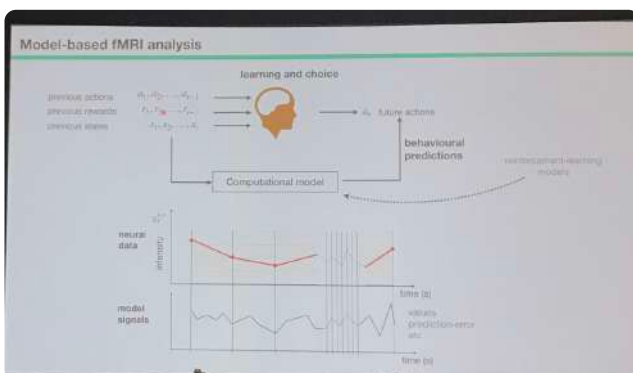 Model-based fMRI analysis
learning and choice
previous actions
previous rewards
previous states
future actions
behavioural
predictions
reinforcement-learning
models
Computational model
neural
data
intensity
time (s)
model
signals
values
prediction-error
etc
time (s)